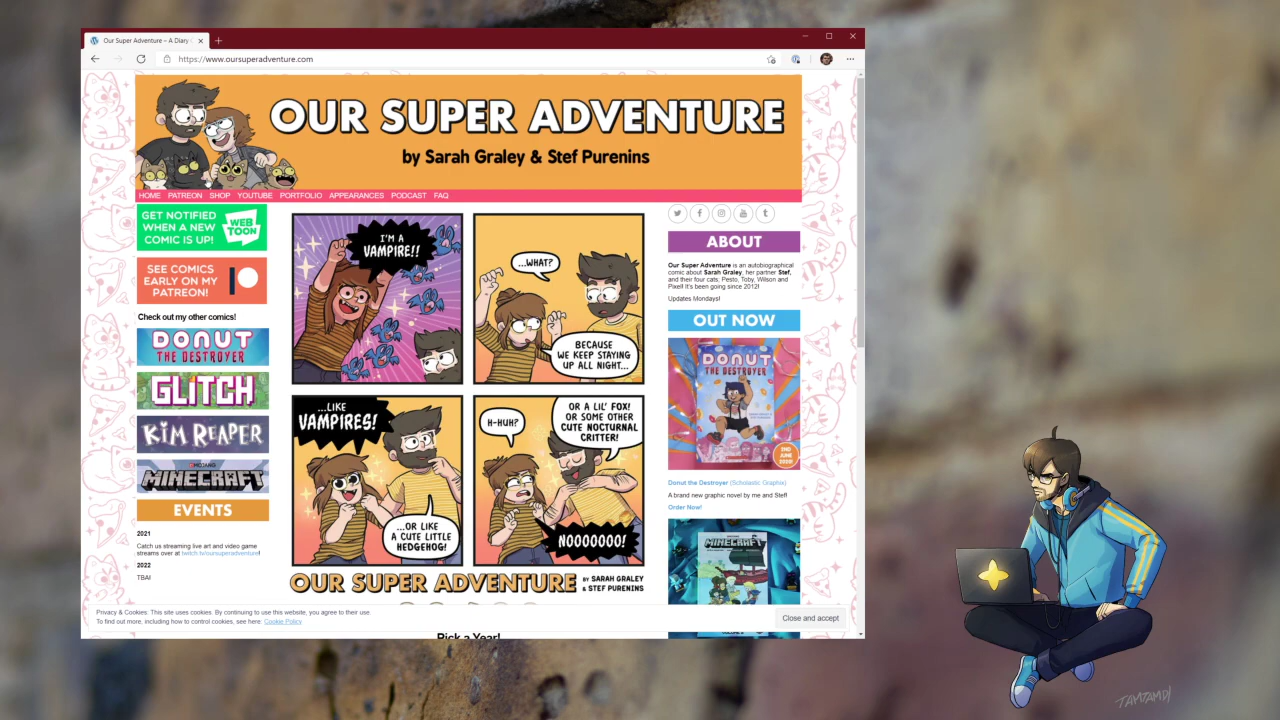 Our Super Adventure – A Diary C
https://www.oursuperadventure.com
OUR SUPER ADVENTURE
by Sarah Graley & Stef Purenins
HOME PATREON SHOP YOUTUBE PORTFOLIO APPEARANCES PODCAST FAQ
GET NOTIFIED
WHEN A NEW
COMIC IS UP!
WEB
TOON
SEE COMICS
EARLY ON MY
PATREON!
Check out my other comics!
DONUT
THE DESTROYER
GLITCH
KIM REAPER
MOJANG
MINECRAFT
EVENTS
2021
Catch us streaming live art and video game
streams over at twitch.tv/oursuperadventure!
2022
TBA!
I'M A
VAMPIRE!!
...WHAT?
BECAUSE
WE KEEP STAYING
UP ALL NIGHT...
...LIKE
VAMPIRES!
...OR LIKE
A CUTE LITTLE
HEDGEHOG!
H-HUH?
OR A LIL' FOX!
OR SOME OTHER
CUTE NOCTURNAL
CRITTER!
NOOOOOOO!
OUR SUPER ADVENTURE
BY SARAH GRALEY
& STEF PURENINS
Pick a Year!
ABOUT
Our Super Adventure is an autobiographical
comic about Sarah Graley, her partner Stef,
and their four cats; Pesto, Toby, Wilson and
Pixel! It's been going since 2012!
Updates Mondays!
OUT NOW
DONUT
THE DESTROYER
2ND
JUNE
2020!
Donut the Destroyer (Scholastic Graphix)
A brand new graphic novel by me and Stef!
Order Now!
MINECRAFT
Privacy & Cookies: This site uses cookies. By continuing to use this website, you agree to their use.
To find out more, including how to control cookies, see here: Cookie Policy
Close and accept
TAMTAMDI